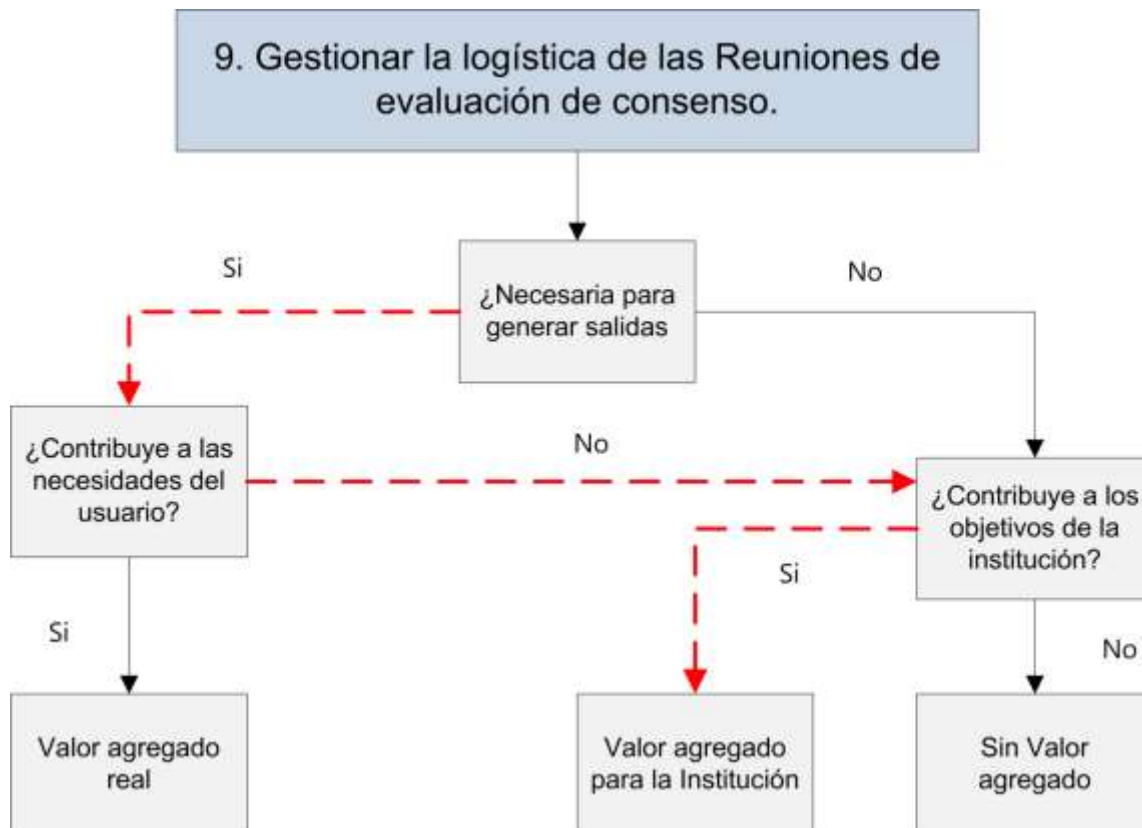 9. Gestionar la logística de las Reuniones de
evaluación de consenso.
Si
No
¿Necesaria para
generar salidas
¿Contribuye a las
necesidades del
usuario?
No
¿Contribuye a los
objetivos de la
institución?
Si
Si
No
Valor agregado
real
Valor agregado
para la Institución
Sin Valor
agregado